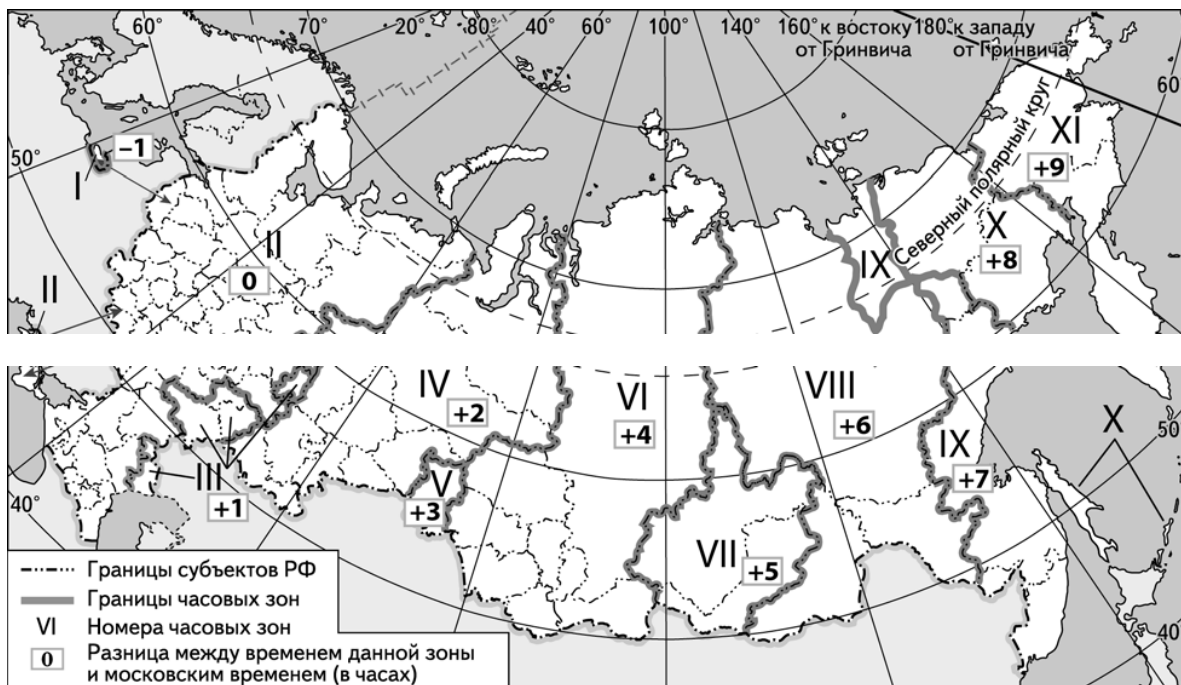 60° 70° 20° 40° 60° 100° 140° 160° к востоку 180° к западу
от Гринвича от Гринвича
60°
50°
−1
I
II
0
II
Северный полярный круг
XI
+9
X
+8
IX
IV
+2
VI
+4
VIII
+6
X
50°
IX
+7
V
+3
III
+1
40°
VII
+5
40°
Границы субъектов РФ
Границы часовых зон
VI Номера часовых зон
0 Разница между временем данной зоны
и московским временем (в часах)